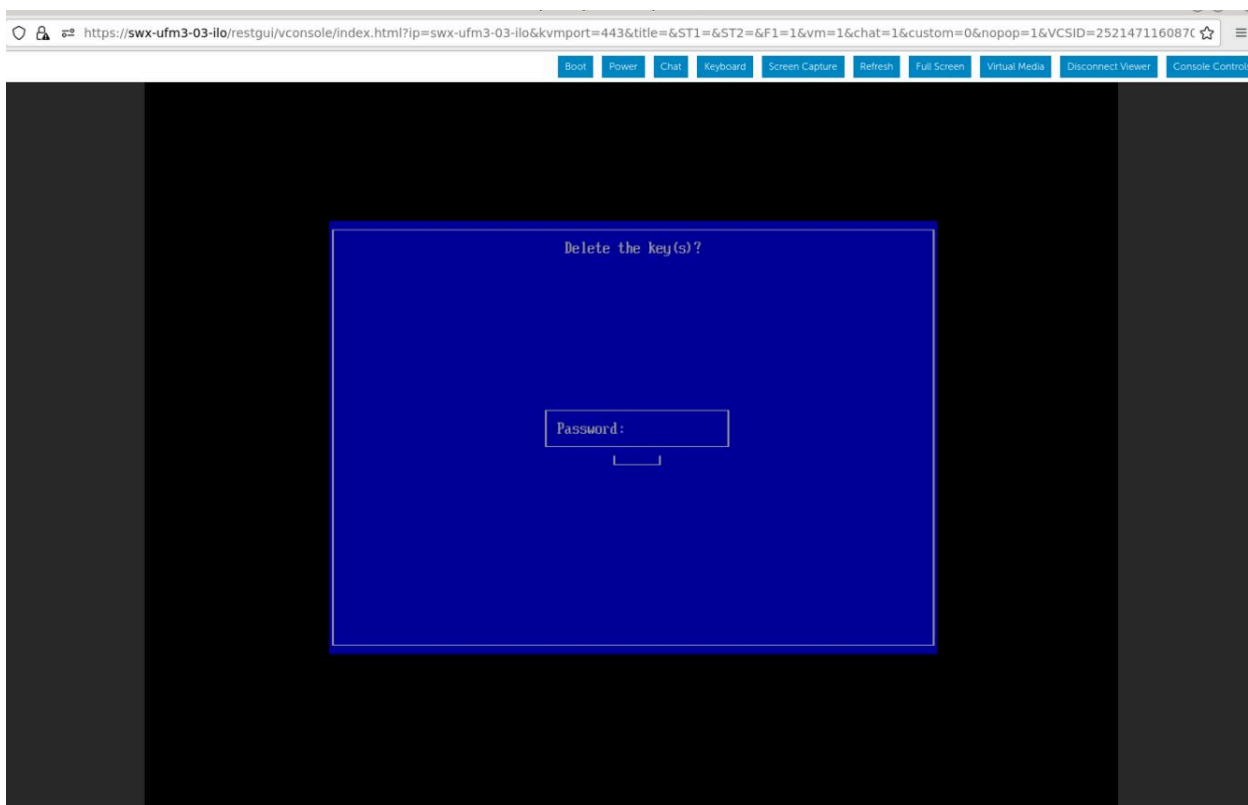 https://swx-ufm3-03-ilo/restgui/vconsole/index.html?ip=swx-ufm3-03-ilo&kvmport=443&title=&ST1=&ST2=&F1=1&vm=1&chat=1&custom=0&nopop=1&VCSID=252147116087
Boot Power Chat Keyboard Screen Capture Refresh Full Screen Virtual Media Disconnect Viewer Console Controls
Delete the key(s)?
Password: